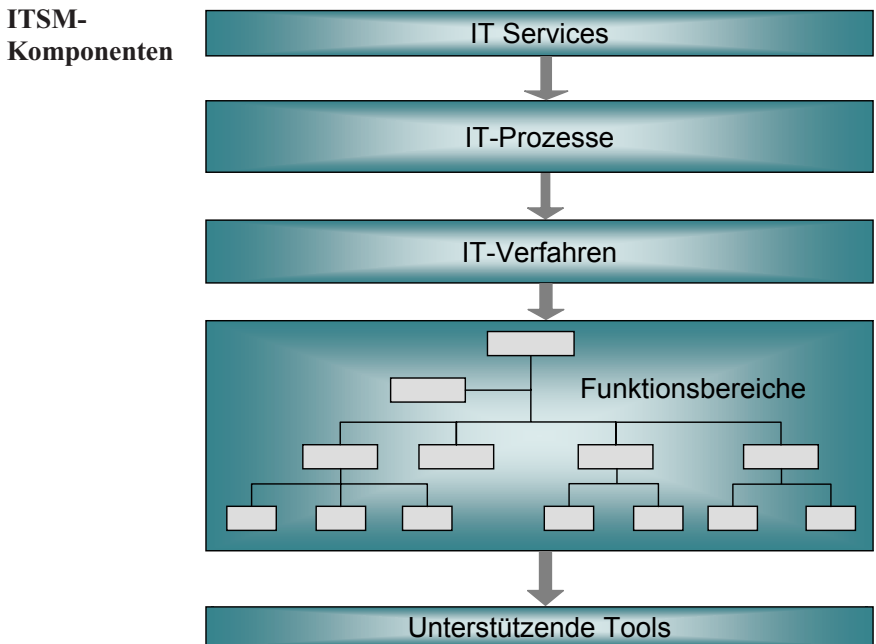 ITSM-
Komponenten
IT Services
IT-Prozesse
IT-Verfahren
Funktionsbereiche
Unterstützende Tools